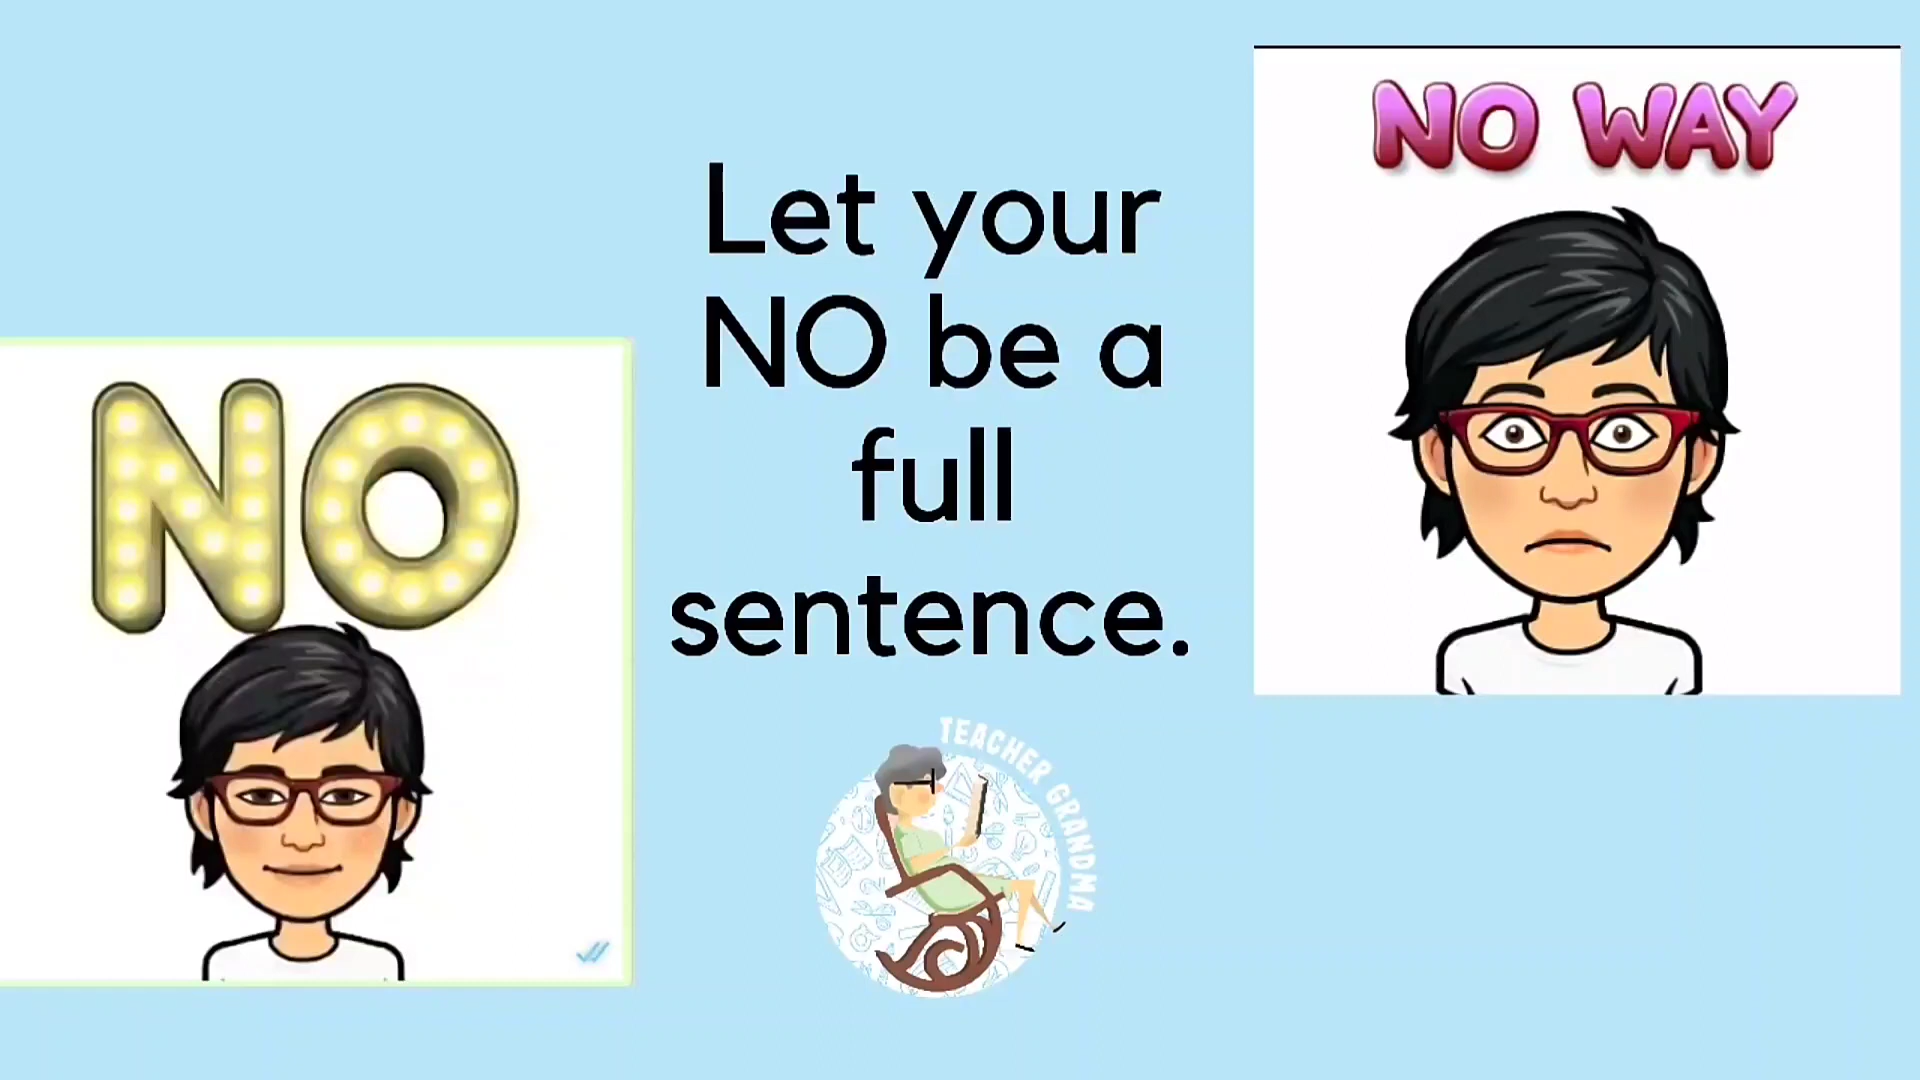 NO WAY
Let your
NO be a
full
sentence.
NO
TEACHER GRANDMA